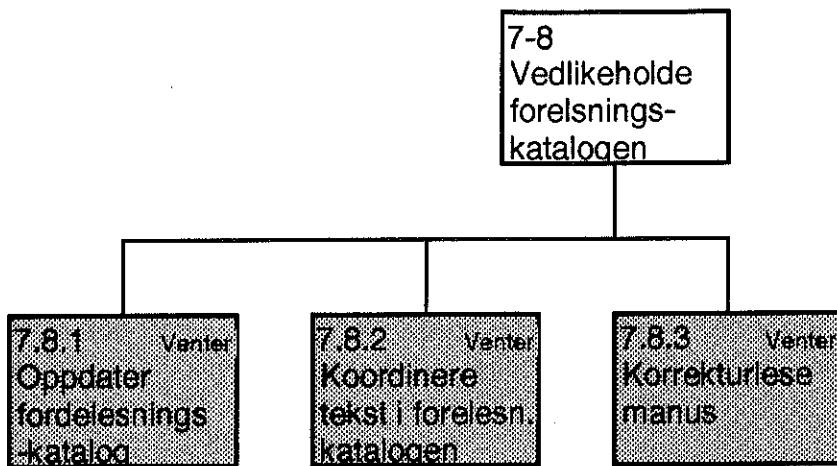 7-8
Vedlikeholde
forelsnings-
katalogen
7.8.1 Venter
Oppdater
fordelesnings
-katalog
7.8.2 Venter
Koordinere
tekst i forelesn.
katalogen
7.8.3 Venter
Korrekturlese
manus